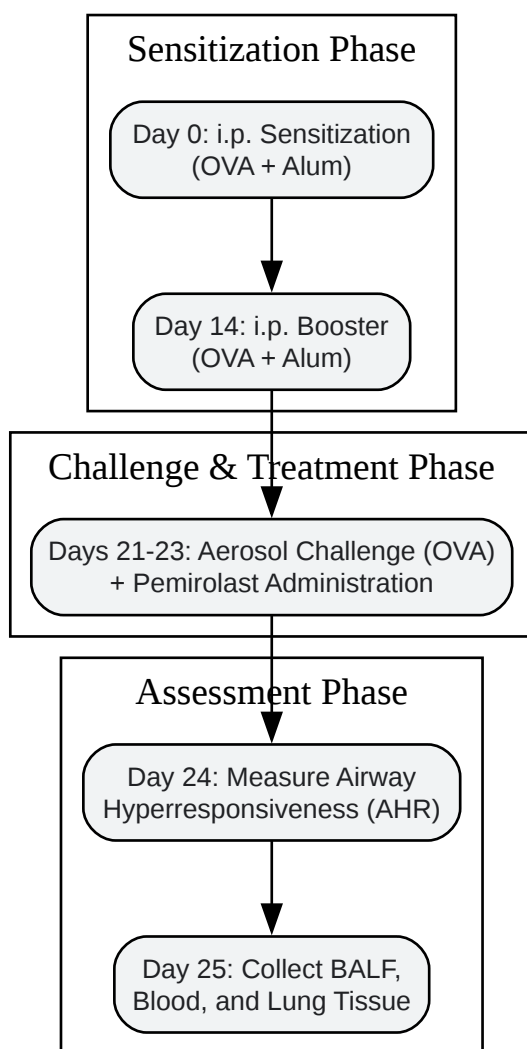 Sensitization Phase
Day 0: i.p. Sensitization
(OVA + Alum)
Day 14: i.p. Booster
(OVA + Alum)
Challenge & Treatment Phase
Days 21-23: Aerosol Challenge (OVA)
+ Pemirolast Administration
Assessment Phase
Day 24: Measure Airway
Hyperresponsiveness (AHR)
Day 25: Collect BALF,
Blood, and Lung Tissue